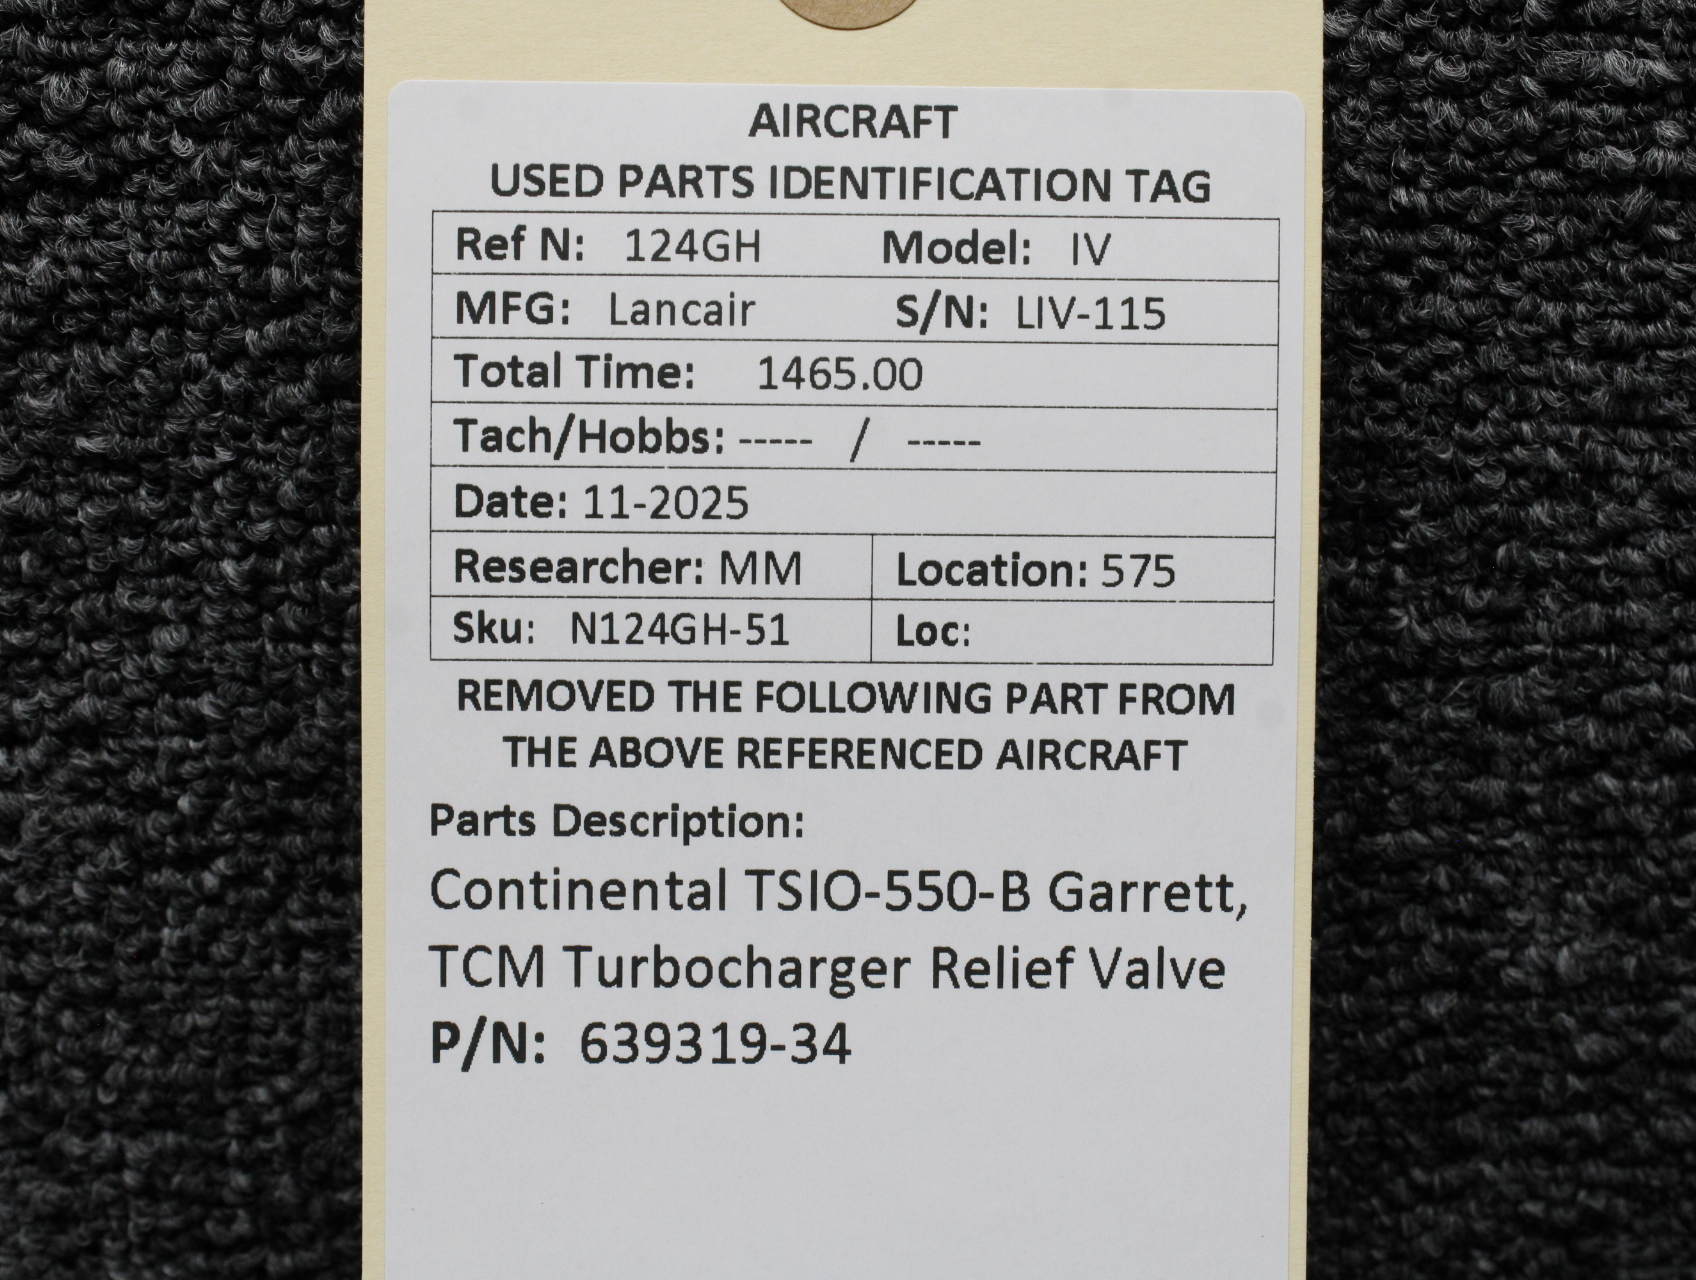 AIRCRAFT
USED PARTS IDENTIFICATION TAG
Ref N: 124GH Model: IV
MFG: Lancair S/N: LIV-115
Total Time: 1465.00
Tach/Hobbs: ----- / -----
Date: 11-2025
Researcher: MM Location: 575
Sku: N124GH-51 Loc:
REMOVED THE FOLLOWING PART FROM
THE ABOVE REFERENCED AIRCRAFT
Parts Description:
Continental TSIO-550-B Garrett,
TCM Turbocharger Relief Valve
P/N: 639319-34